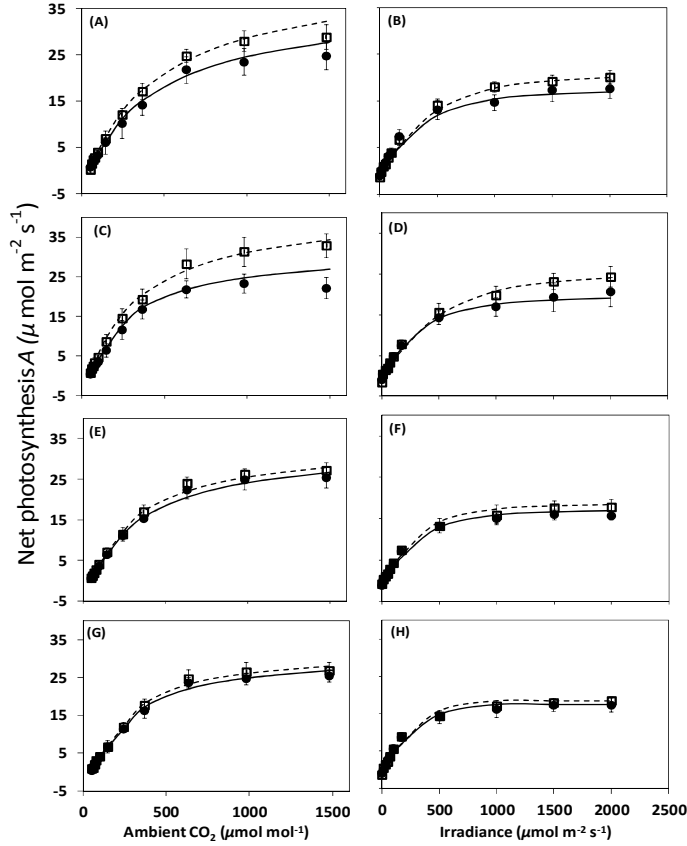 Net photosynthesis A (μ mol m-2 s-1)
(A)
35
25
15
5
-5
(B)
(C)
35
25
15
5
-5
(D)
(E)
35
25
15
5
-5
(F)
(G)
35
25
15
5
-5
0
500
1000
1500
Ambient CO2 (μmol mol-1)
(H)
0
500
1000
1500
2000
2500
Irradiance (μmol m-2 s-1)